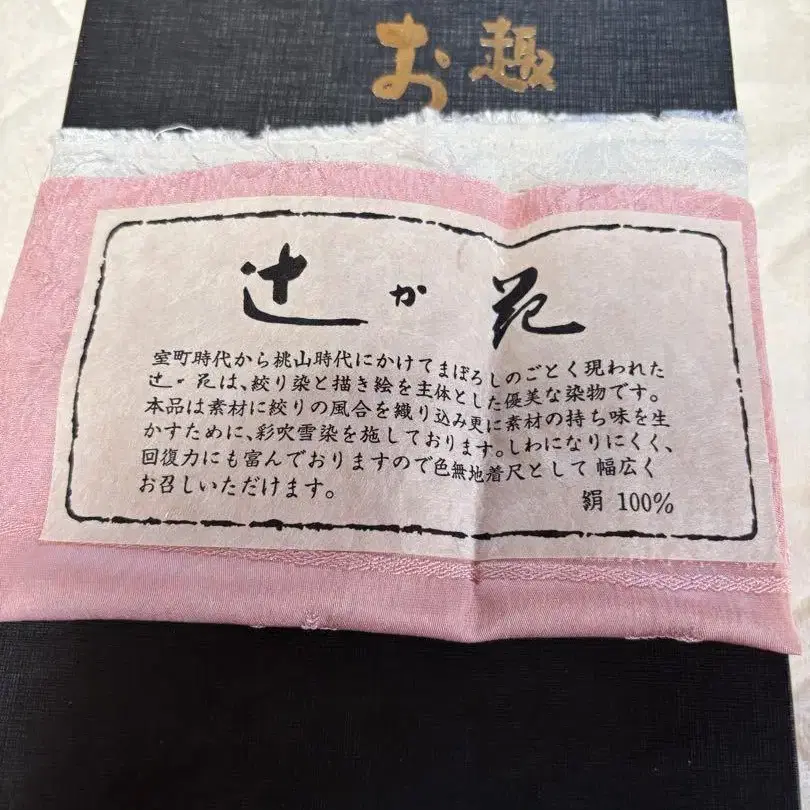 お趣
辻か花
室町時代から桃山時代にかけてまぼろしのごとく現われた
辻が花は、絞り染と描き絵を主体とした優美な染物です。
本品は素材に絞りの風合を織り込み更に素材の持ち味を生
かすために、彩吹雪染を施しております。しわになりにくく、
回復力にも富んでおりますので色無地着尺として幅広く
お召しいただけます。
絹 100%